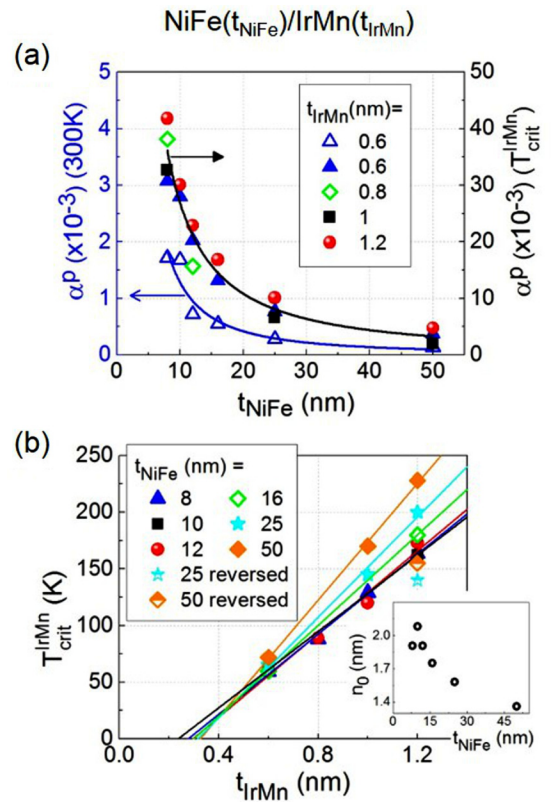 NiFe(tNiFe)/IrMn(tIrMn)
(a)
5
4
3
2
1
0
αp (x10-3) (300K)
50
40
30
20
10
0
αp (x10-3) (TcritIrMn)
tIrMn(nm)=
0.6
0.6
0.8
1
1.2
0 10 20 30 40 50
tNiFe (nm)
(b)
250
200
150
100
50
0
TcritIrMn (K)
tNiFe (nm) =
8 16
10 25
12 50
25 reversed
50 reversed
2.0
1.7
1.4
n0 (nm)
0 15 30 45
tNiFe (nm)
0.0 0.4 0.8 1.2
tIrMn (nm)